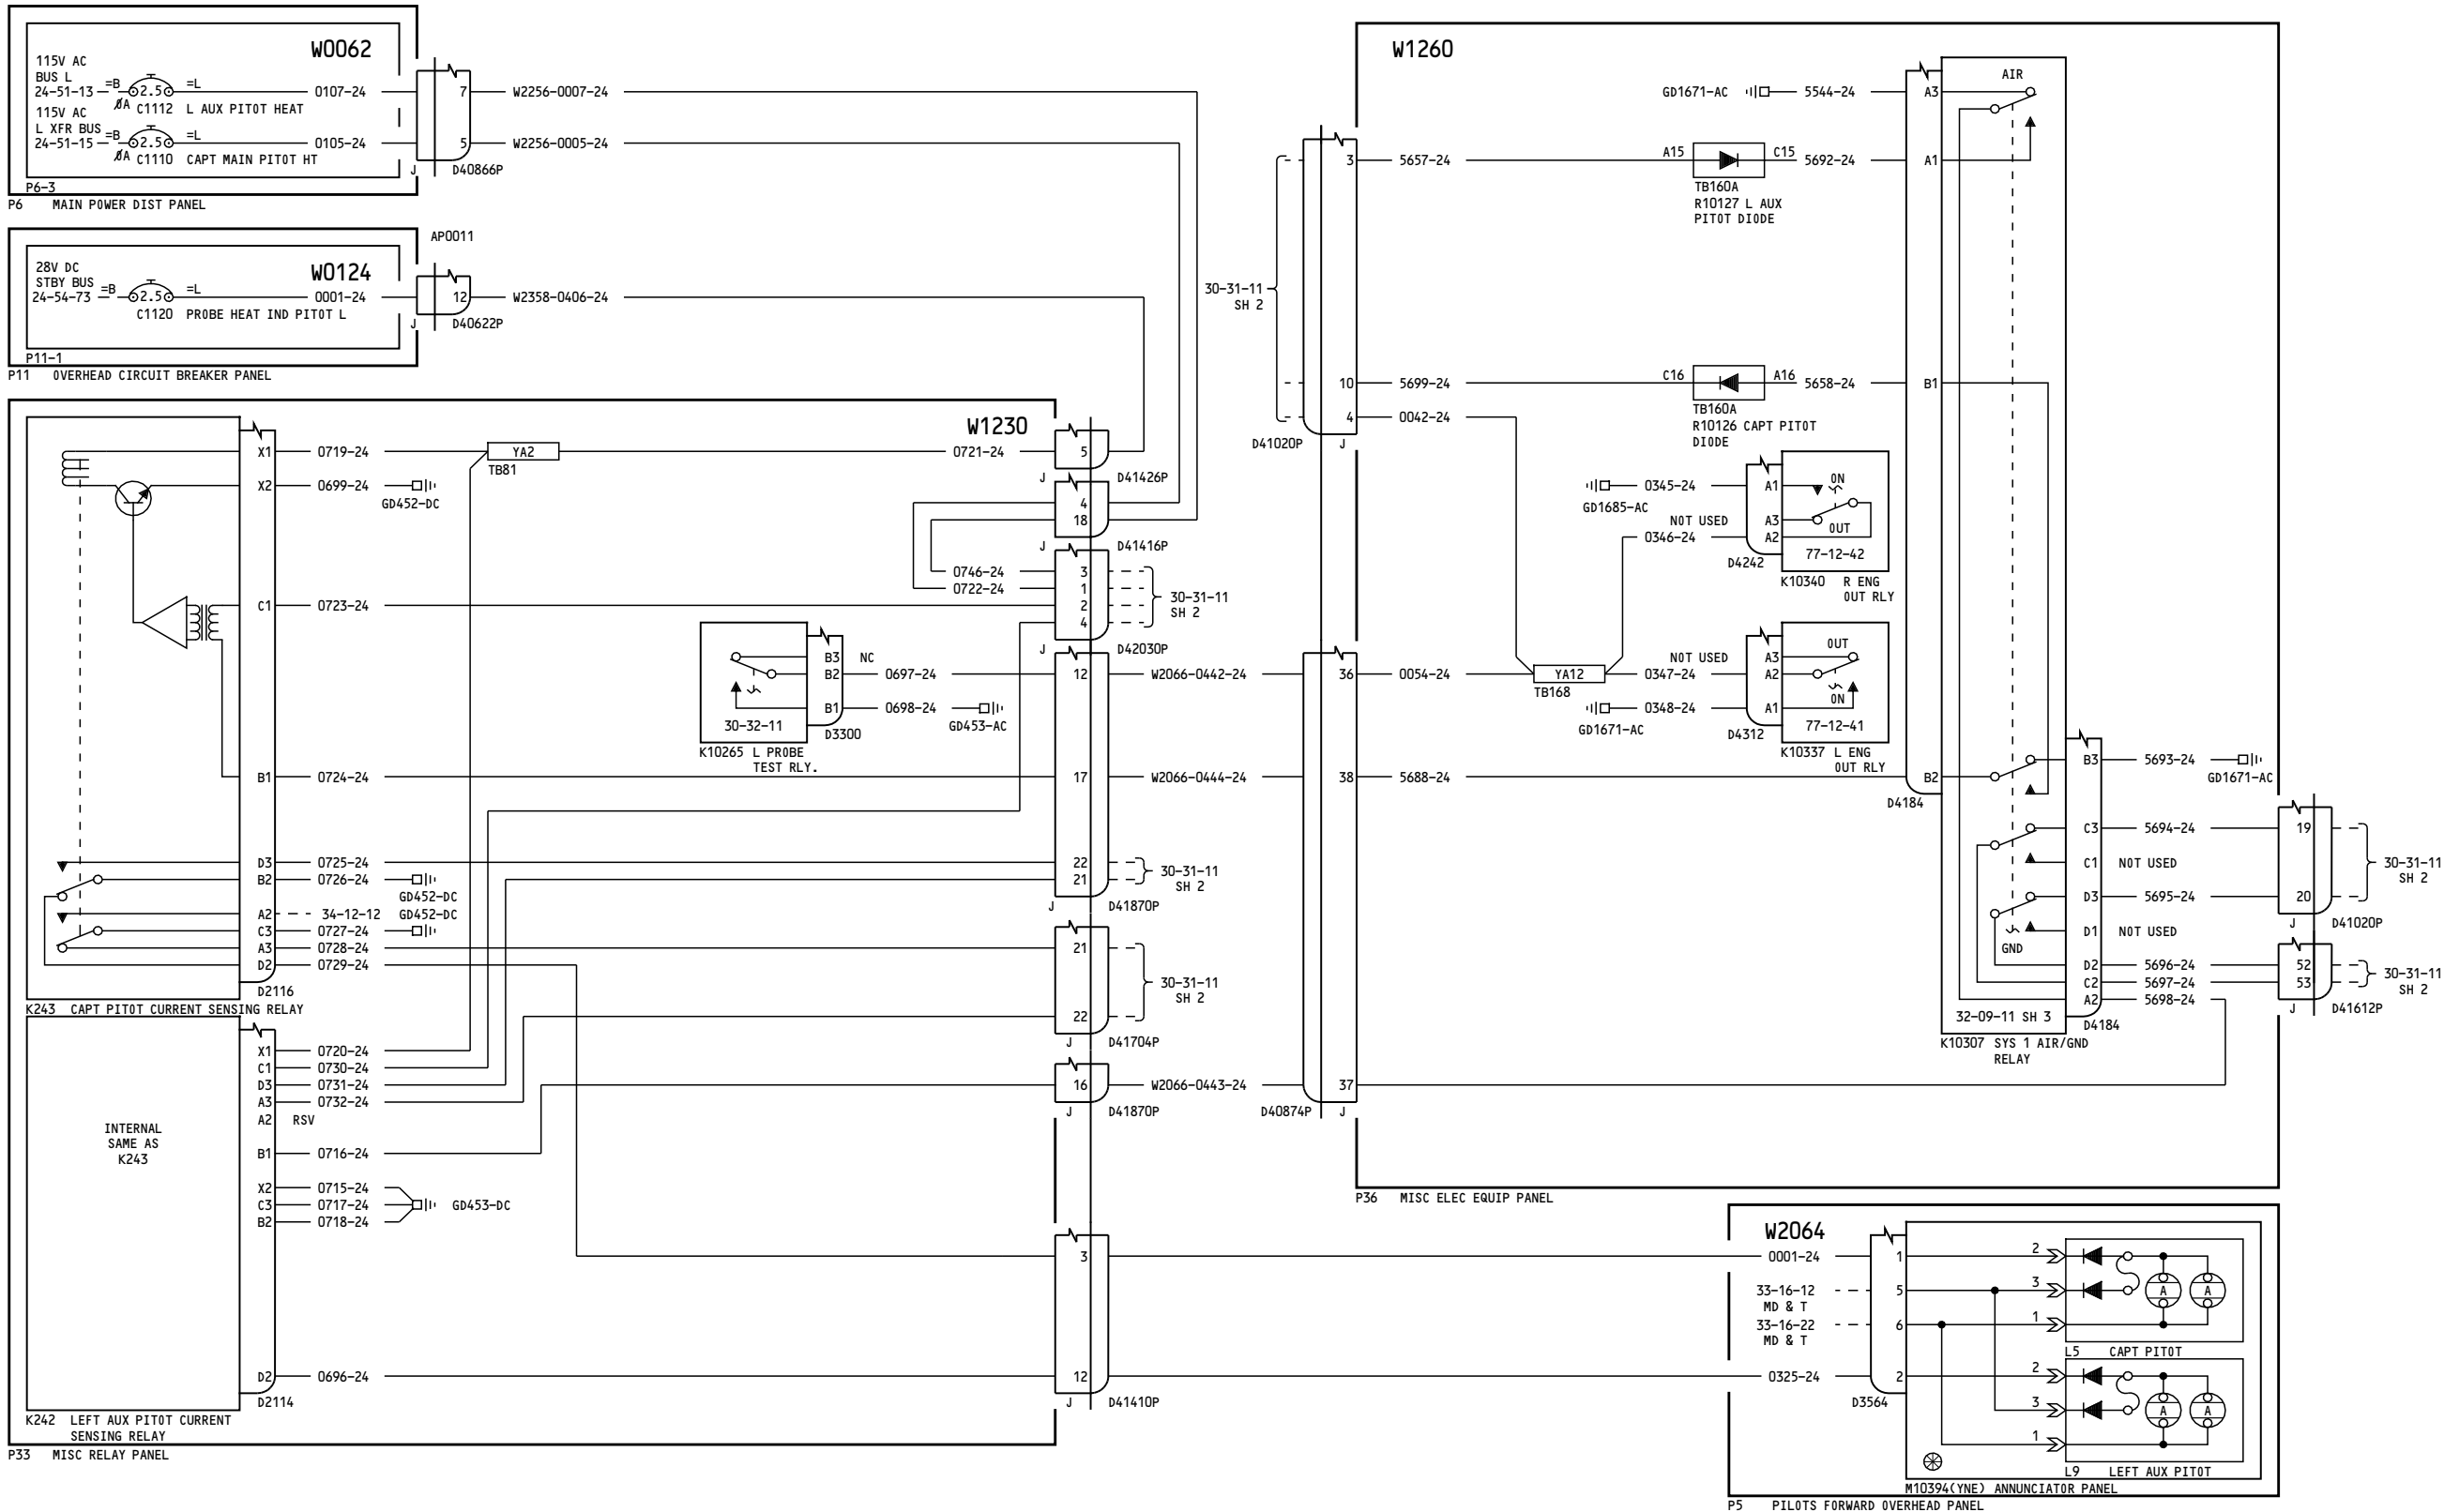 W0062
115V AC
BUS L
24-51-13 =B 2.5 =L 0107-24 7 W2256-0007-24
ØA C1112 L AUX PITOT HEAT
115V AC
L XFR BUS
24-51-15 =B 2.5 =L 0105-24 5 W2256-0005-24
ØA C1110 CAPT MAIN PITOT HT
J D40866P
P6-3
P6 MAIN POWER DIST PANEL
AP0011
W0124
28V DC
STBY BUS
24-54-73 =B 2.5 =L 0001-24 12 W2358-0406-24
C1120 PROBE HEAT IND PITOT L
J D40622P
P11-1
P11 OVERHEAD CIRCUIT BREAKER PANEL
W1230
X1 0719-24 YA2 0721-24 5
TB81
J D41426P
X2 0699-24
GD452-DC
4
18
J D41416P
0746-24 3
0722-24 1
C1 0723-24 2
4
30-31-11
SH 2
J D42030P
B3 NC
B2 0697-24 12 W2066-0442-24
B1 0698-24
GD453-AC
30-32-11
D3300
K10265 L PROBE
TEST RLY.
B1 0724-24 17 W2066-0444-24
D3 0725-24 22
B2 0726-24 21
GD452-DC
30-31-11
SH 2
J D41870P
A2 34-12-12 GD452-DC
C3 0727-24
A3 0728-24 21
D2 0729-24
30-31-11
SH 2
22
J D41704P
D2116
K243 CAPT PITOT CURRENT SENSING RELAY
X1 0720-24
C1 0730-24
D3 0731-24 16 W2066-0443-24
A3 0732-24
J D41870P
A2 RSV
INTERNAL
SAME AS
K243
B1 0716-24
X2 0715-24
C3 0717-24 GD453-DC
B2 0718-24
3
D2 0696-24 12
D2114
J D41410P
K242 LEFT AUX PITOT CURRENT
SENSING RELAY
P33 MISC RELAY PANEL
W1260
AIR
GD1671-AC 5544-24 A3
3 5657-24 A15 C15 5692-24 A1
TB160A
R10127 L AUX
PITOT DIODE
30-31-11
SH 2
10 5699-24 C16 A16 5658-24 B1
TB160A
R10126 CAPT PITOT
DIODE
4 0042-24
D41020P J
0345-24 A1 ON
GD1685-AC
NOT USED A3
OUT
0346-24 A2
77-12-42
D4242
K10340 R ENG
OUT RLY
OUT
NOT USED A3
36 0054-24 YA12 0347-24 A2
TB168
ON
0348-24 A1
GD1671-AC
77-12-41
D4312
K10337 L ENG
OUT RLY
38 5688-24 B2
D4184
B3 5693-24
GD1671-AC
C3 5694-24 19
C1 NOT USED
30-31-11
SH 2
D3 5695-24 20
J D41020P
D1 NOT USED
GND
D2 5696-24 52
C2 5697-24 53
30-31-11
SH 2
A2 5698-24
J D41612P
32-09-11 SH 3
D4184
K10307 SYS 1 AIR/GND
RELAY
37
D40874P J
P36 MISC ELEC EQUIP PANEL
W2064
0001-24 1 2
33-16-12 5 3 A A
MD & T
33-16-22 6 1
MD & T
L5 CAPT PITOT
0325-24 2 2
D3564
3 A A
1
L9 LEFT AUX PITOT
M10394(YNE) ANNUNCIATOR PANEL
P5 PILOTS FORWARD OVERHEAD PANEL